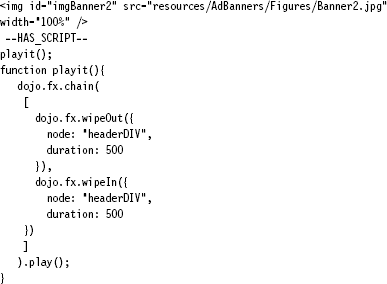 <img id="imgBanner2" src="resources/AdBanners/Figures/Banner2.jpg"
width="100%" />
--HAS_SCRIPT--
playit();
function playit(){
dojo.fx.chain(
[
dojo.fx.wipeOut({
node: "headerDIV",
duration: 500
}),
dojo.fx.wipeIn({
node: "headerDIV",
duration: 500
})
]
).play();
}